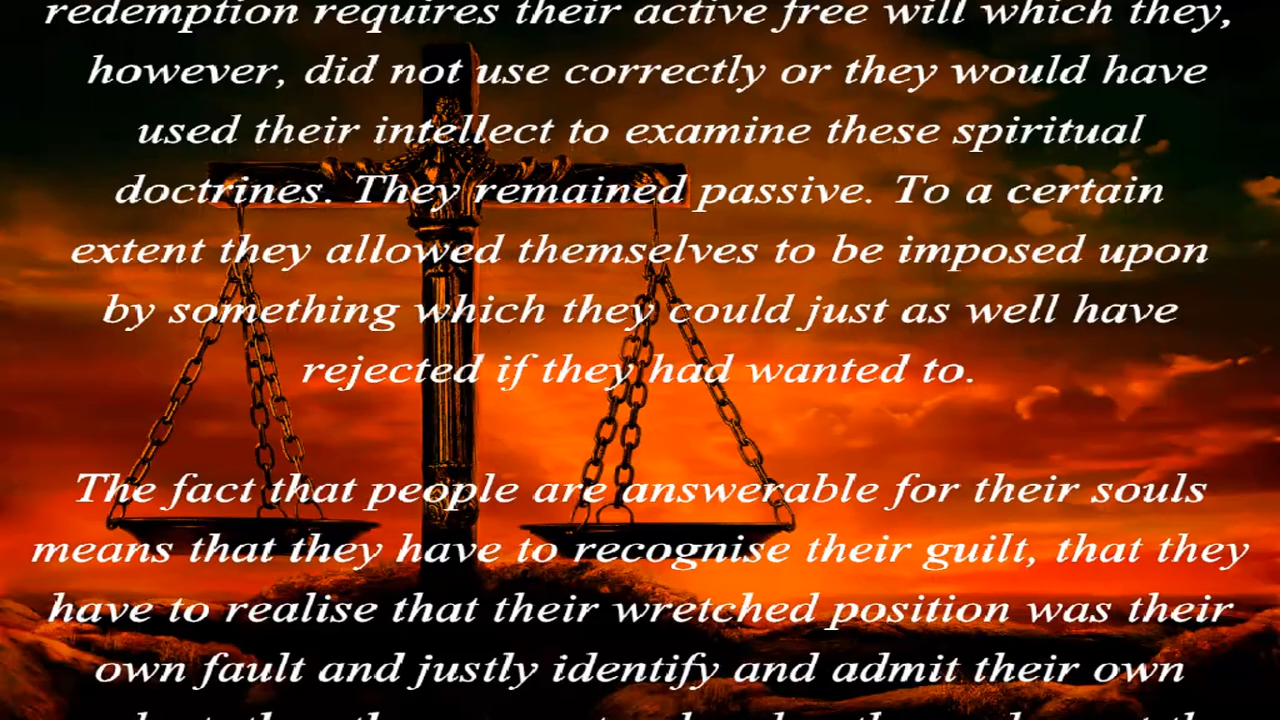 redemption requires their active free will which they,
however, did not use correctly or they would have
used their intellect to examine these spiritual
doctrines. They remained passive. To a certain
extent they allowed themselves to be imposed upon
by something which they could just as well have
rejected if they had wanted to.
The fact that people are answerable for their souls
means that they have to recognise their guilt, that they
have to realise that their wretched position was their
own fault and justly identify and admit their own